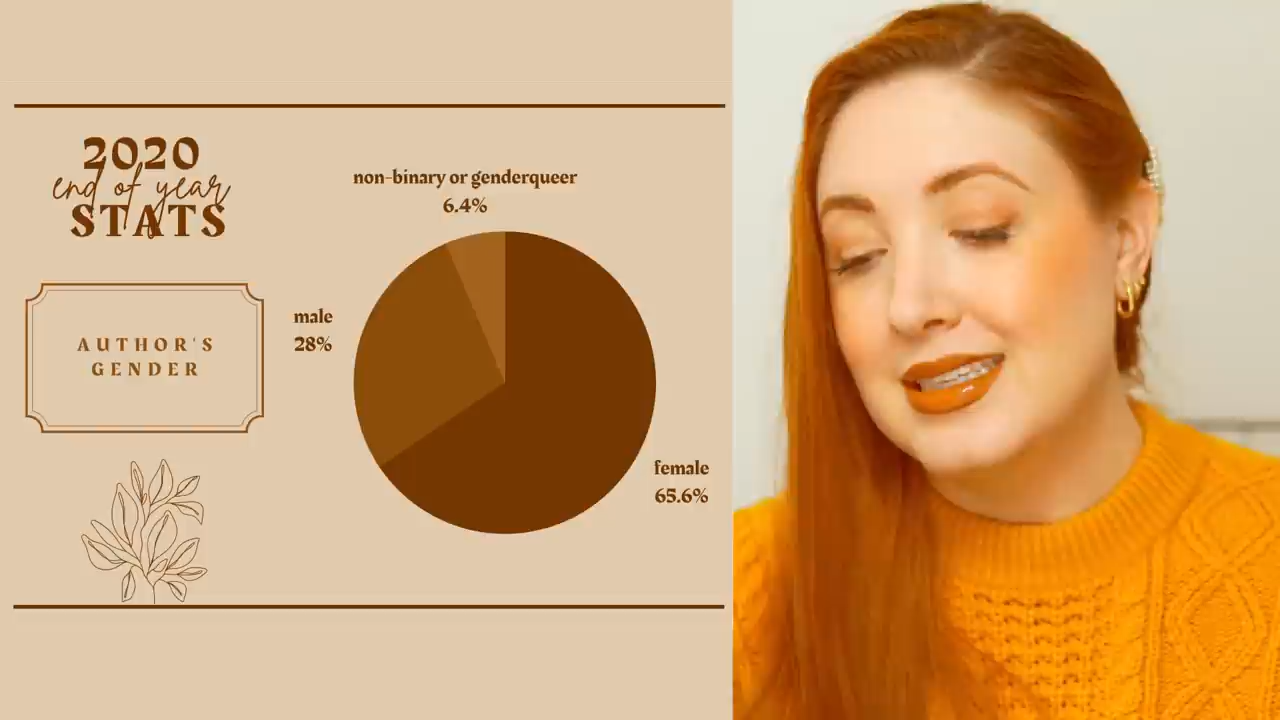 2020
end of year
STATS
AUTHOR'S
GENDER
non-binary or genderqueer
6.4%
male
28%
female
65.6%